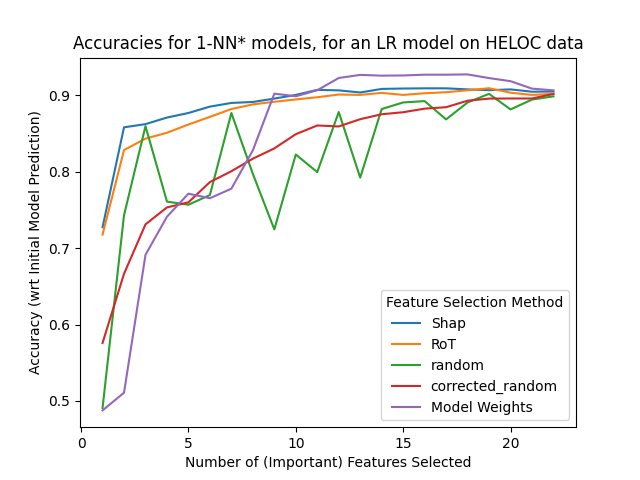 Accuracies for 1-NN* models, for an LR model on HELOC data
Accuracy (wrt Initial Model Prediction)
0.9
0.8
0.7
0.6
0.5
Feature Selection Method
Shap
RoT
random
corrected_random
Model Weights
0 5 10 15 20
Number of (Important) Features Selected